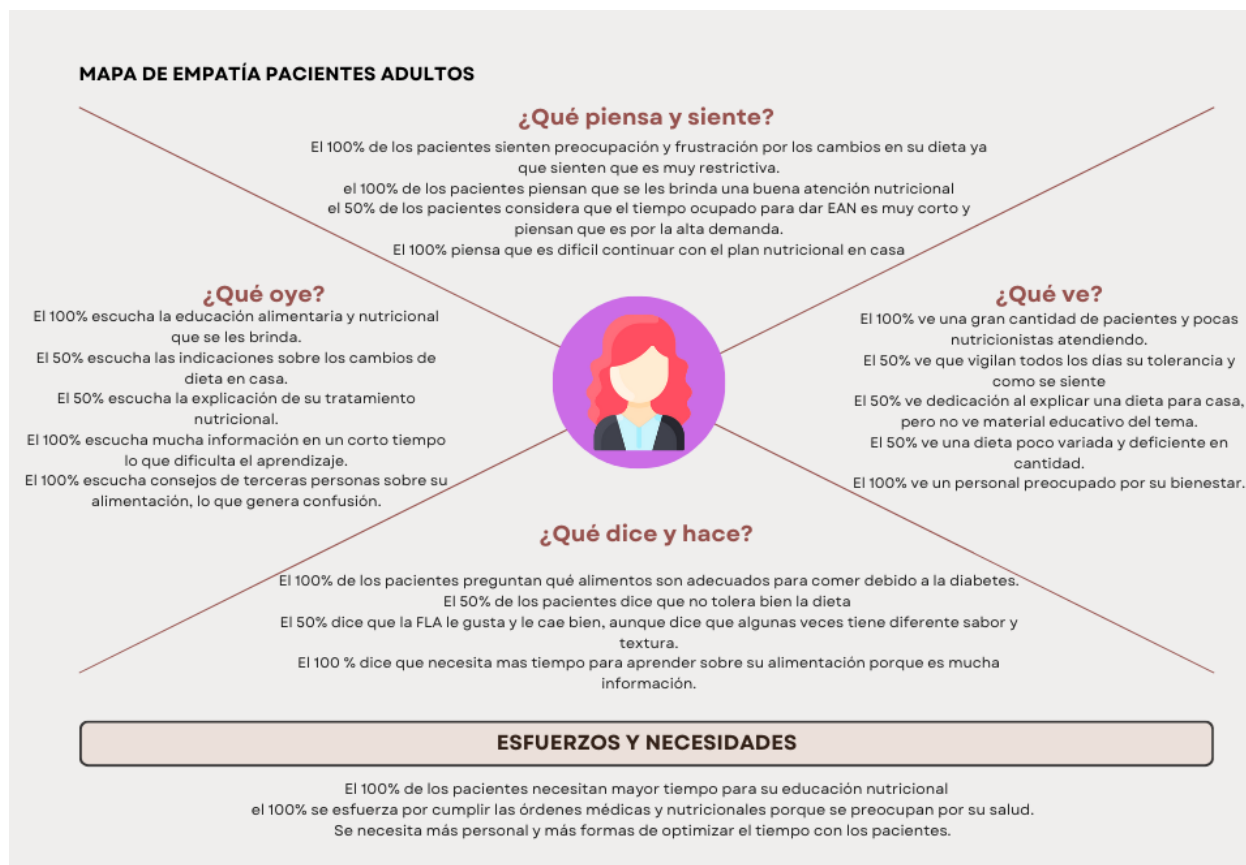 MAPA DE EMPATÍA PACIENTES ADULTOS
¿Qué piensa y siente?
El 100% de los pacientes sienten preocupación y frustración por los cambios en su dieta ya
que sienten que es muy restrictiva.
el 100% de los pacientes piensan que se les brinda una buena atención nutricional
el 50% de los pacientes considera que el tiempo ocupado para dar EAN es muy corto y
piensan que es por la alta demanda.
El 100% piensa que es difícil continuar con el plan nutricional en casa
¿Qué oye?
El 100% escucha la educación alimentaria y nutricional
que se les brinda.
El 50% escucha las indicaciones sobre los cambios de
dieta en casa.
El 50% escucha la explicación de su tratamiento
nutricional.
El 100% escucha mucha información en un corto tiempo
lo que dificulta el aprendizaje.
El 100% escucha consejos de terceras personas sobre su
alimentación, lo que genera confusión.
¿Qué ve?
El 100% ve una gran cantidad de pacientes y pocas
nutricionistas atendiendo.
El 50% ve que vigilan todos los días su tolerancia y
como se siente
El 50% ve dedicación al explicar una dieta para casa,
pero no ve material educativo del tema.
El 50% ve una dieta poco variada y deficiente en
cantidad.
El 100% ve un personal preocupado por su bienestar.
¿Qué dice y hace?
El 100% de los pacientes preguntan qué alimentos son adecuados para comer debido a la diabetes.
El 50% de los pacientes dice que no tolera bien la dieta
El 50% dice que la FLA le gusta y le cae bien, aunque dice que algunas veces tiene diferente sabor y
textura.
El 100 % dice que necesita mas tiempo para aprender sobre su alimentación porque es mucha
información.
ESFUERZOS Y NECESIDADES
El 100% de los pacientes necesitan mayor tiempo para su educación nutricional
el 100% se esfuerza por cumplir las órdenes médicas y nutricionales porque se preocupan por su salud.
Se necesita más personal y más formas de optimizar el tiempo con los pacientes.